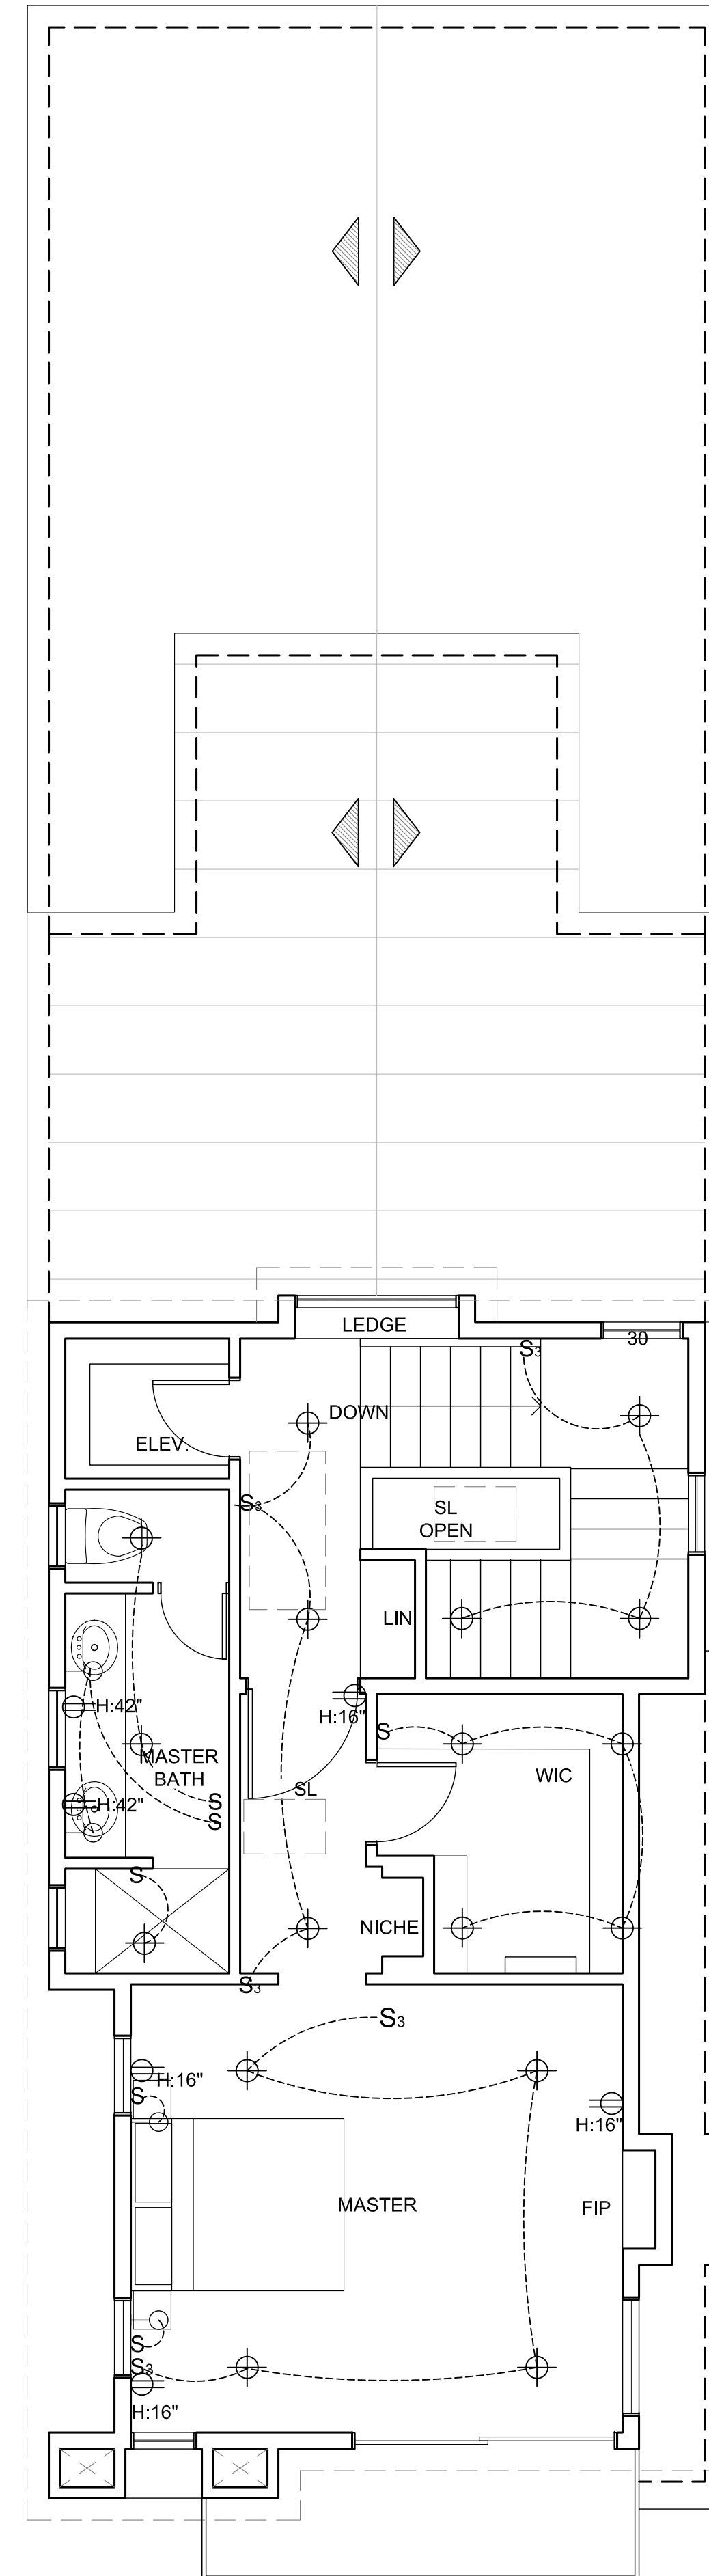 LEDGE
30
S3
DOWN
ELEV.
S3
SL
OPEN
LIN
H:42"
H:16"
S
MASTER
BATH
WIC
SL
S
H:42"
S
S
NICHE
S3
S3
H:16"
S
H:16"
MASTER
FIP
S
S3
H:16"